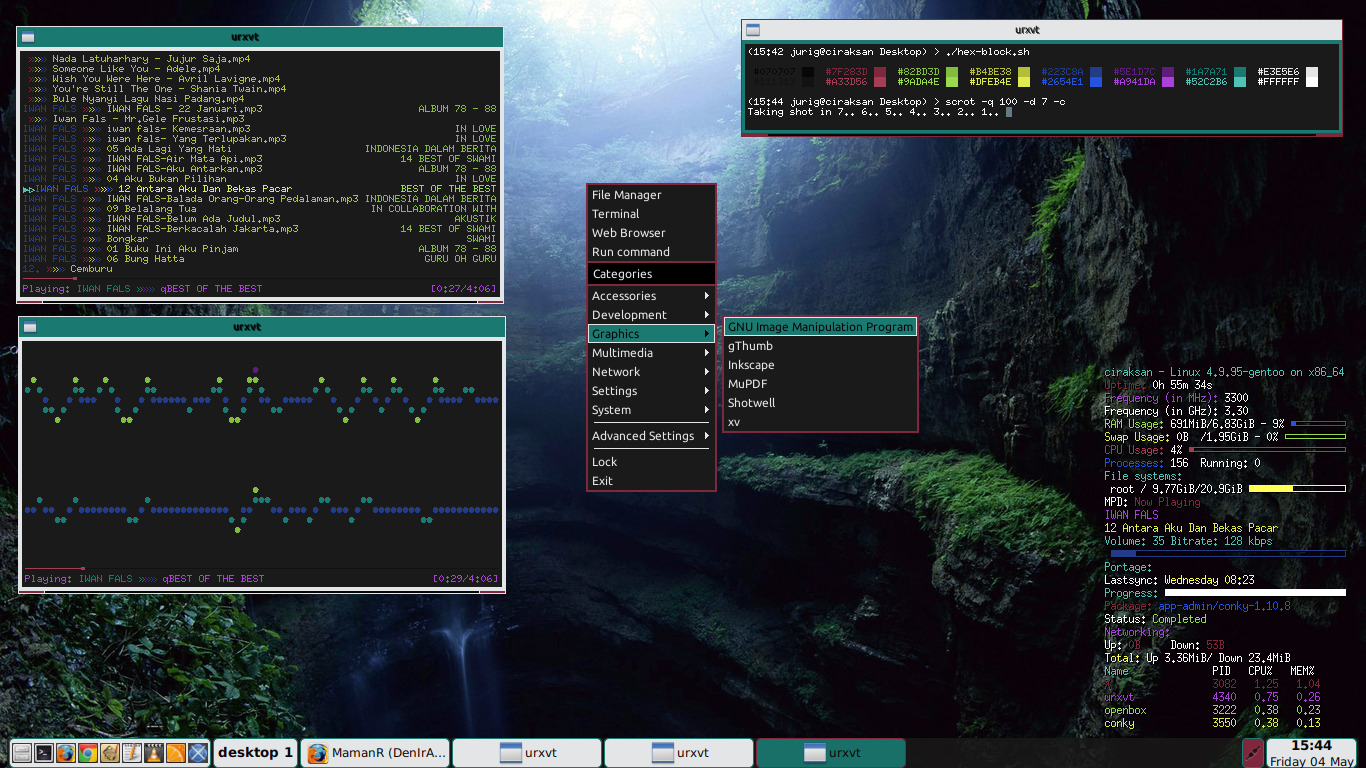 urxvt
»»» Nada Latuharhary - Jujur Saja.mp4
»»» Someone Like You - Adele.mp4
»»» Wish You Were Here - Avril Lavigne.mp4
»»» You're Still The One - Shania Twain.mp4
»»» Bule Nyanyi Lagu Nasi Padang.mp4
IWAN FALS »»» IWAN FALS - 22 Januari.mp3 ALBUM 78 - 88
»»» Iwan Fals - Mr.Gele Frustasi.mp3
IWAN FALS »»» iwan fals- Kemesraan.mp3 IN LOVE
IWAN FALS »»» iwan fals- Yang Terlupakan.mp3 IN LOVE
IWAN FALS »»» 05 Ada Lagi Yang Mati INDONESIA DALAM BERITA
IWAN FALS »»» IWAN FALS-Air Mata Api.mp3 14 BEST OF SWAMI
IWAN FALS »»» IWAN FALS-Aku Antarkan.mp3 ALBUM 78 - 88
IWAN FALS »»» 04 Aku Bukan Pilihan IN LOVE
IWAN FALS »»» 12 Antara Aku Dan Bekas Pacar BEST OF THE BEST
IWAN FALS »»» IWAN FALS-Balada Orang-Orang Pedalaman.mp3 INDONESIA DALAM BERITA
IWAN FALS »»» 09 Belalang Tua IN COLLABORATION WITH
IWAN FALS »»» IWAN FALS-Belum Ada Judul.mp3 AKUSTIK
IWAN FALS »»» IWAN FALS-Berkacalah Jakarta.mp3 14 BEST OF SWAMI
IWAN FALS »»» Bongkar SWAMI
IWAN FALS »»» 01 Buku Ini Aku Pinjam ALBUM 78 - 88
IWAN FALS »»» 06 Bung Hatta GURU OH GURU
12. »»» Cemburu
Playing: IWAN FALS »»» qBEST OF THE BEST [0:27/4:06]
urxvt
Playing: IWAN FALS »»» qBEST OF THE BEST [0:29/4:06]
urxvt
(15:42 jurig@ciraksan Desktop) > ./hex-block.sh
#070707 #7F283D #82BD3D #B4BE38 #223C8A #5E1D7C #1A7A71 #E3E5E6
#A33D56 #9ADA4E #DFEB4E #2654E1 #A941DA #52C2B6 #FFFFFF
(15:44 jurig@ciraksan Desktop) > scrot -q 100 -d 7 -c
Taking shot in 7.. 6.. 5.. 4.. 3.. 2.. 1..
File Manager
Terminal
Web Browser
Run command
Categories
Accessories
Development
Graphics
Multimedia
Network
Settings
System
Advanced Settings
Lock
Exit
GNU Image Manipulation Program
gThumb
Inkscape
MuPDF
Shotwell
xv
ciraksan - Linux 4.9.95-gentoo on x86_64
Uptime: 0h 55m 34s
Frequency (in MHz): 3300
Frequency (in GHz): 3.30
RAM Usage: 691MiB/6.83GiB - 9%
Swap Usage: 0B /1.95GiB - 0%
CPU Usage: 4%
Processes: 156 Running: 0
File systems:
root / 9.77GiB/20.9GiB
MPD: Now Playing
IWAN FALS
12 Antara Aku Dan Bekas Pacar
Volume: 35 Bitrate: 128 kbps
Portage:
Lastsync: Wednesday 08:23
Progress:
Package: app-admin/conky-1.10.8
Status: Completed
Networking:
Up: 0B Down: 53B
Total: Up 3.36MiB/ Down 23.4MiB
Name PID CPU% MEM%
3082 1.25 1.04
urxvt 4340 0.75 0.26
openbox 3222 0.38 0.23
conky 3550 0.38 0.13
desktop 1
MamanR (DenIrA...
urxvt
urxvt
urxvt
15:44
Friday 04 May